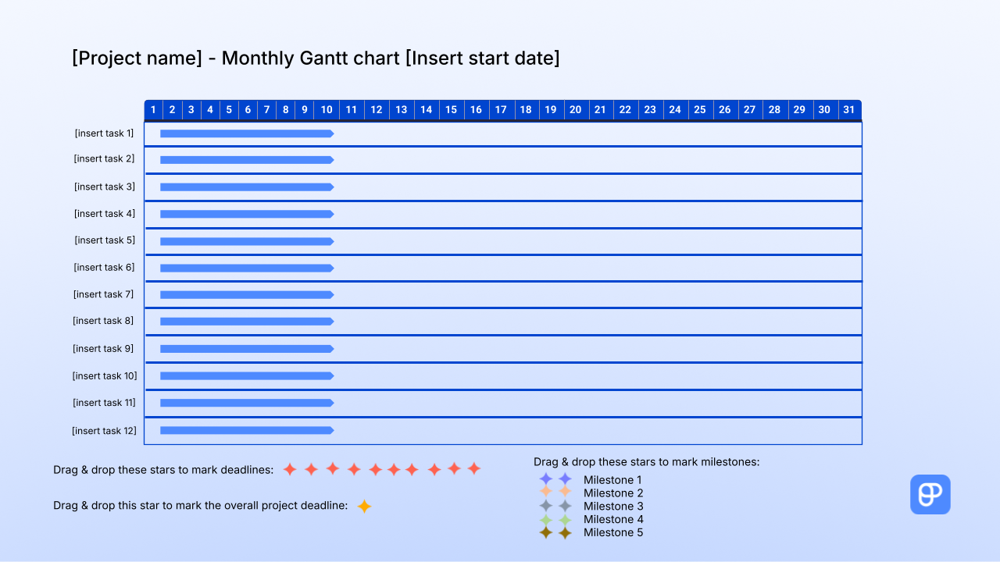 [Project name] - Monthly Gantt chart [Insert start date]
1 2 3 4 5 6 7 8 9 10 11 12 13 14 15 16 17 18 19 20 21 22 23 24 25 26 27 28 29 30 31
[insert task 1]
[insert task 2]
[insert task 3]
[insert task 4]
[insert task 5]
[insert task 6]
[insert task 7]
[insert task 8]
[insert task 9]
[insert task 10]
[insert task 11]
[insert task 12]
Drag & drop these stars to mark deadlines:
Drag & drop this star to mark the overall project deadline:
Drag & drop these stars to mark milestones:
Milestone 1
Milestone 2
Milestone 3
Milestone 4
Milestone 5